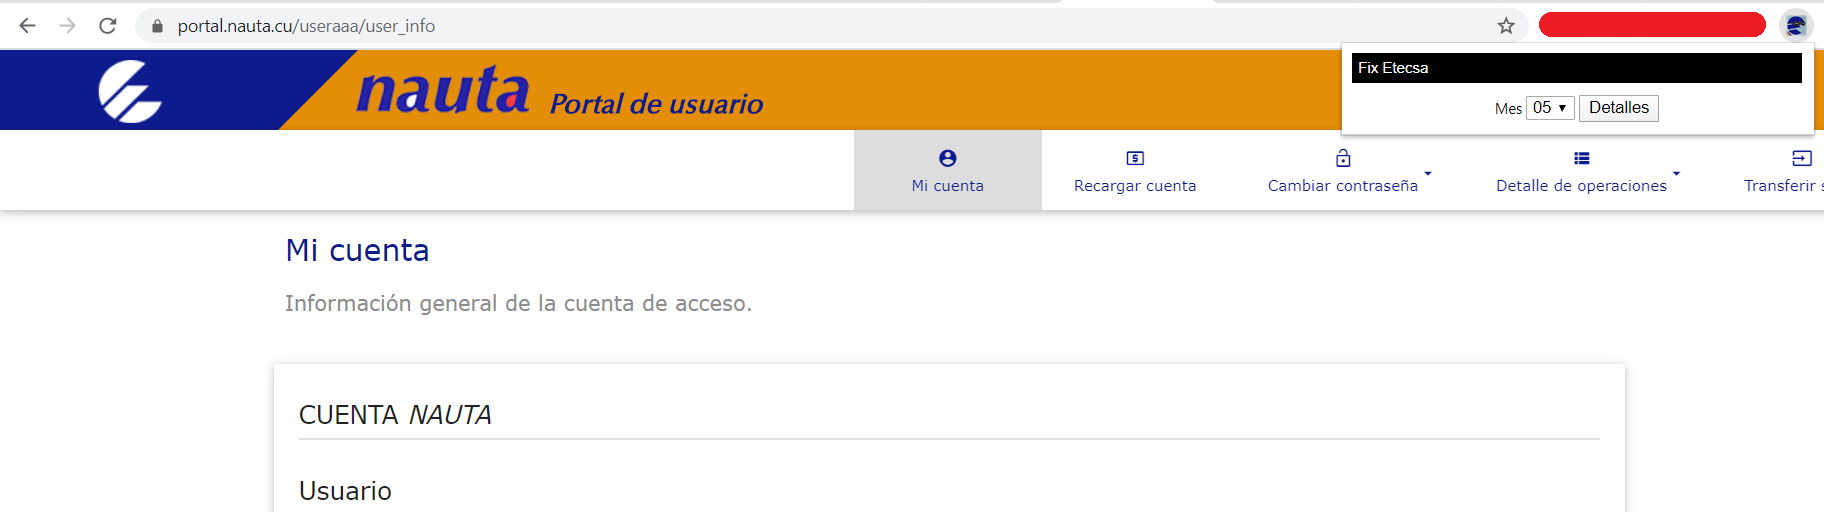 portal.nauta.cu/useraaa/user_info
Fix Etecsa
Mes 05 Detalles
nauta Portal de usuario
Mi cuenta
Recargar cuenta
Cambiar contraseña
Detalle de operaciones
Transferir s
Mi cuenta
Información general de la cuenta de acceso.
CUENTA NAUTA
Usuario